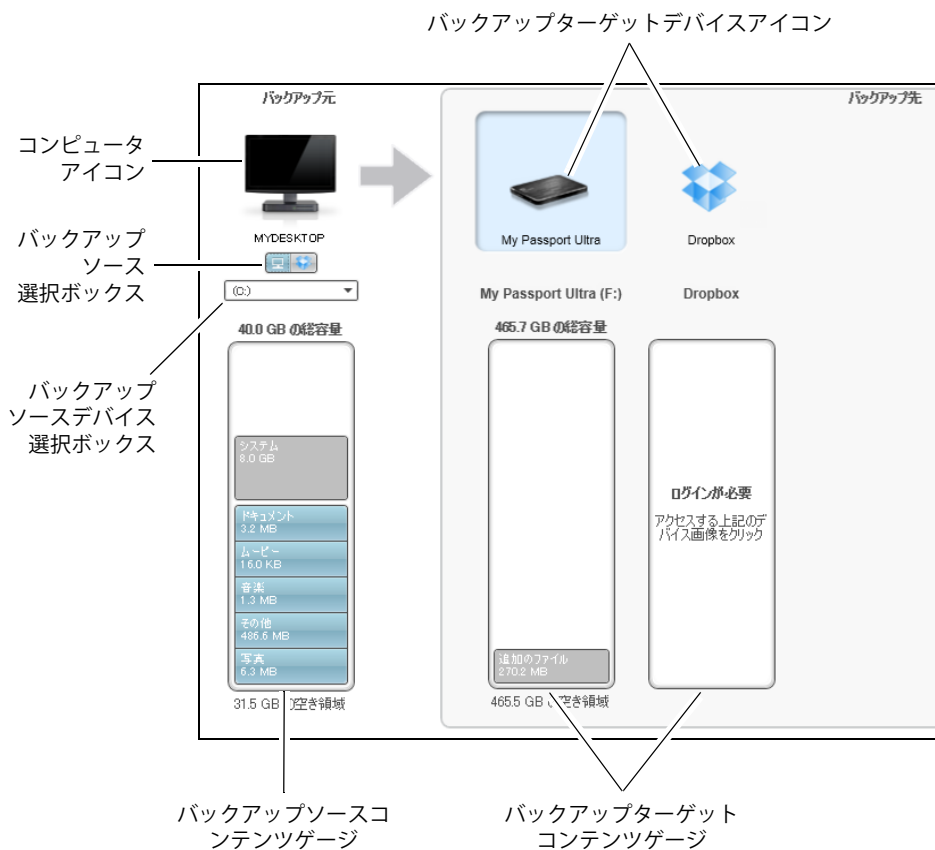 バックアップターゲットデバイスアイコン
バックアップ元
バックアップ先
コンピュータ
アイコン
MYDESKTOP
My Passport Ultra
Dropbox
バックアップ
ソース
選択ボックス
(C:)
My Passport Ultra (F:)
Dropbox
40.0 GB の総容量
465.7 GB の総容量
バックアップ
ソースデバイス
選択ボックス
システム
8.0 GB
ドキュメント
3.2 MB
ムービー
16.0 KB
音楽
1.3 MB
その他
486.6 MB
写真
6.3 MB
31.5 GB の空き領域
追加のファイル
270.2 MB
465.5 GB の空き領域
ログインが必要
アクセスする上記のデ
バイス画像をクリック
バックアップソースコ
ンテンツゲージ
バックアップターゲット
コンテンツゲージ